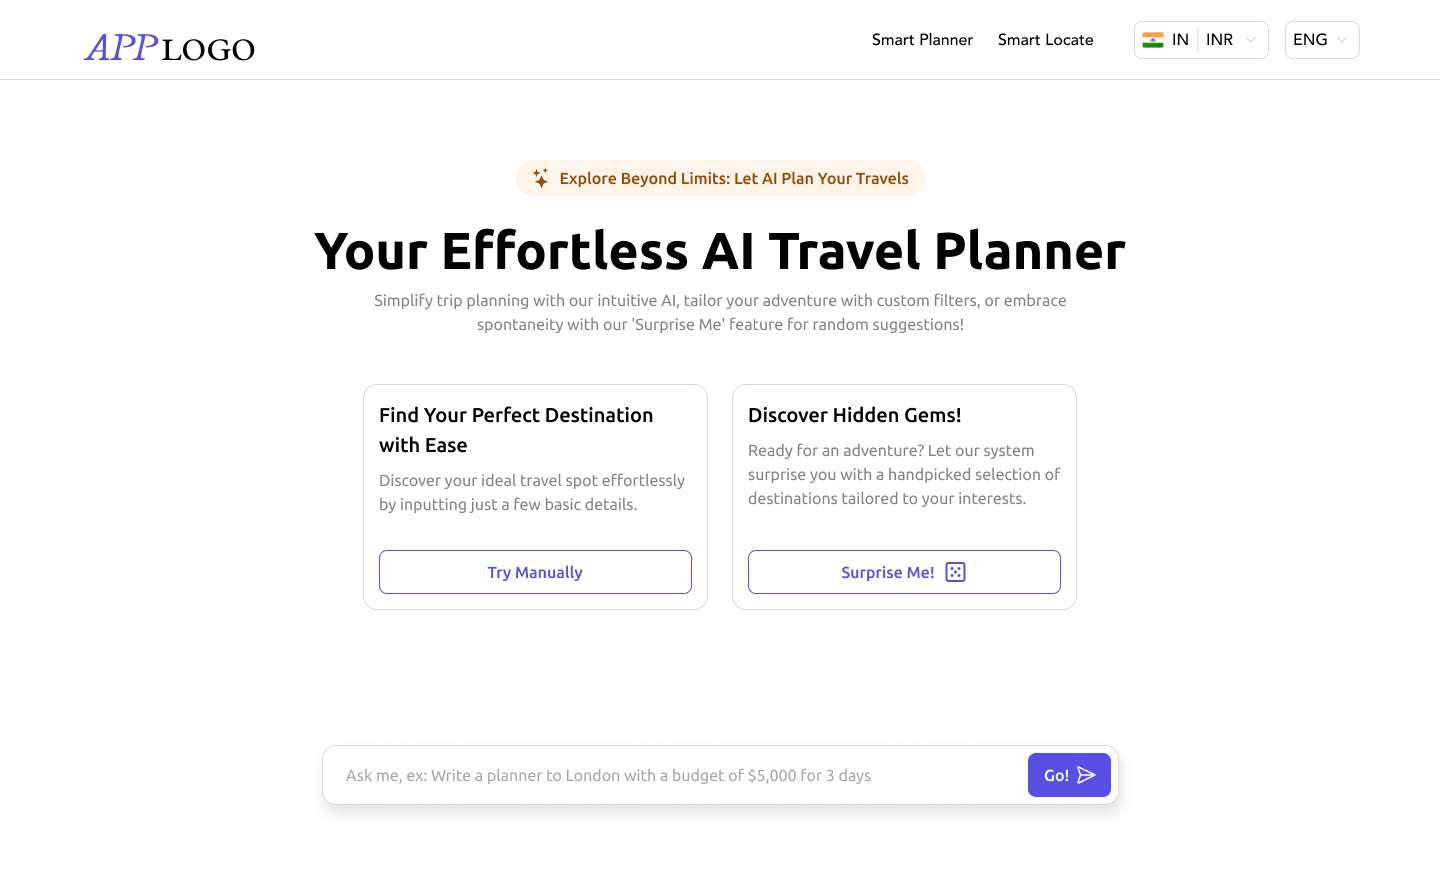 APP LOGO
Smart Planner
Smart Locate
IN
INR
ENG
Explore Beyond Limits: Let AI Plan Your Travels
Your Effortless AI Travel Planner
Simplify trip planning with our intuitive AI, tailor your adventure with custom filters, or embrace
spontaneity with our 'Surprise Me' feature for random suggestions!
Find Your Perfect Destination
with Ease
Discover your ideal travel spot effortlessly
by inputting just a few basic details.
Try Manually
Discover Hidden Gems!
Ready for an adventure? Let our system
surprise you with a handpicked selection of
destinations tailored to your interests.
Surprise Me!
Ask me, ex: Write a planner to London with a budget of $5,000 for 3 days
Go!